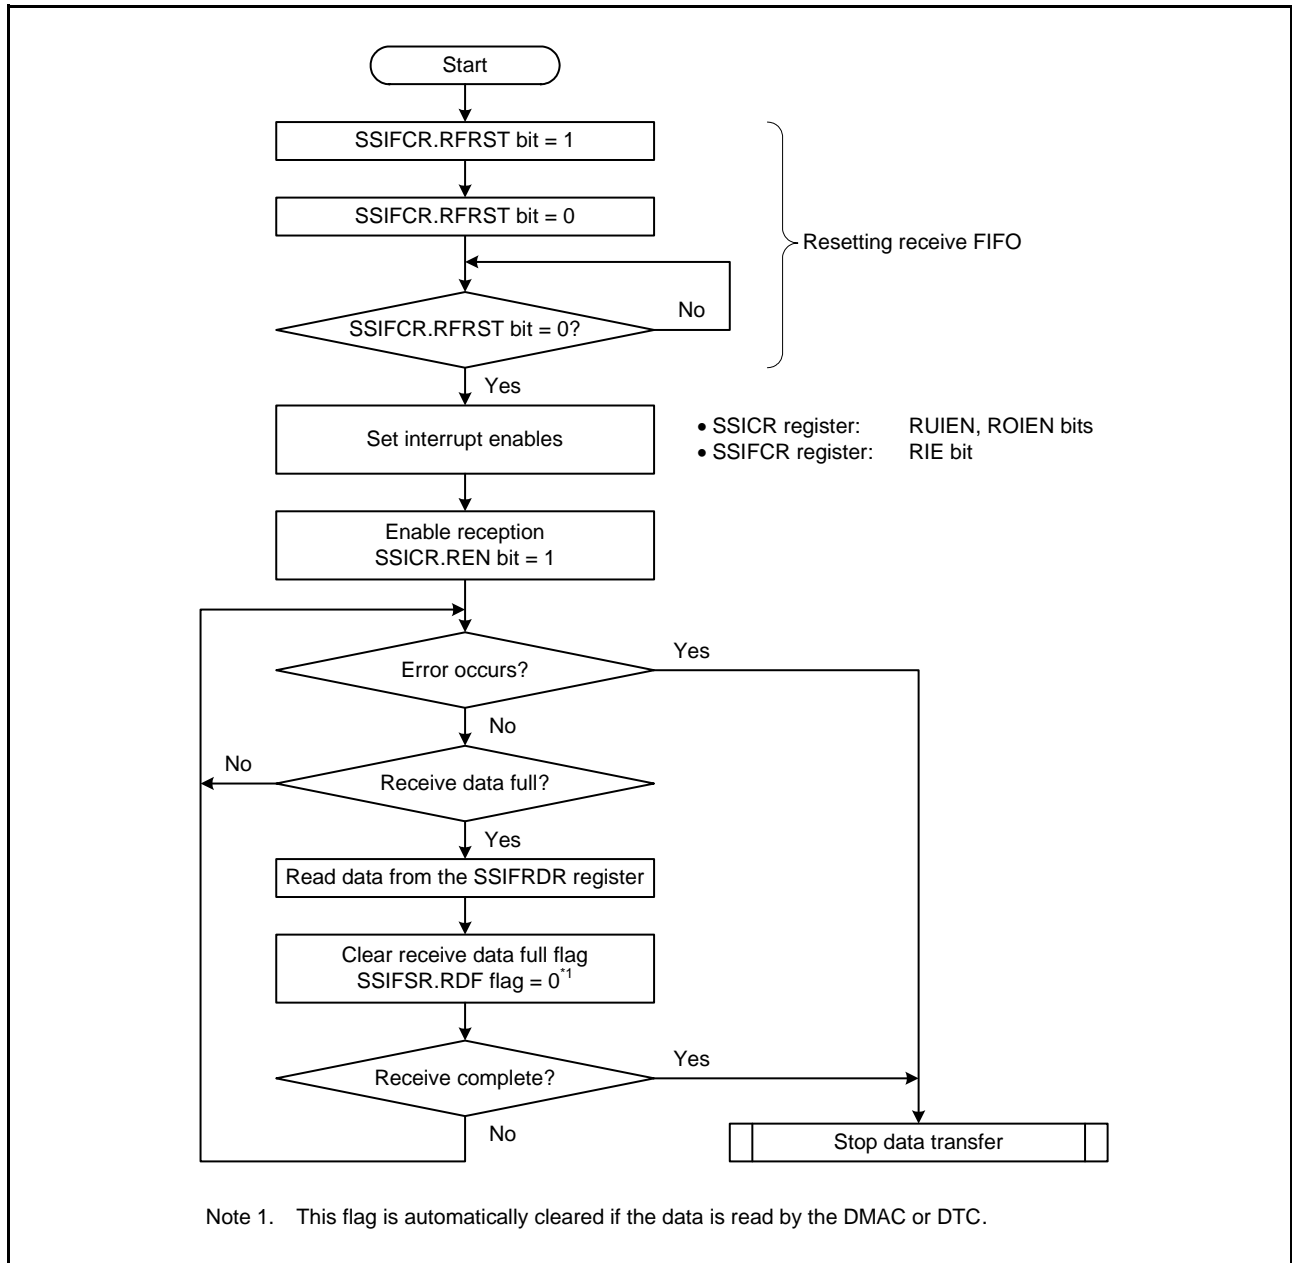 Start
SSIFCR.RFRST bit = 1
SSIFCR.RFRST bit = 0
Resetting receive FIFO
No
SSIFCR.RFRST bit = 0?
Yes
Set interrupt enables
• SSICR register: RUIEN, ROIEN bits
• SSIFCR register: RIE bit
Enable reception
SSICR.REN bit = 1
Yes
Error occurs?
No
No
Receive data full?
Yes
Read data from the SSIFRDR register
Clear receive data full flag
SSIFSR.RDF flag = 0*1
Yes
Receive complete?
No
Stop data transfer
Note 1. This flag is automatically cleared if the data is read by the DMAC or DTC.